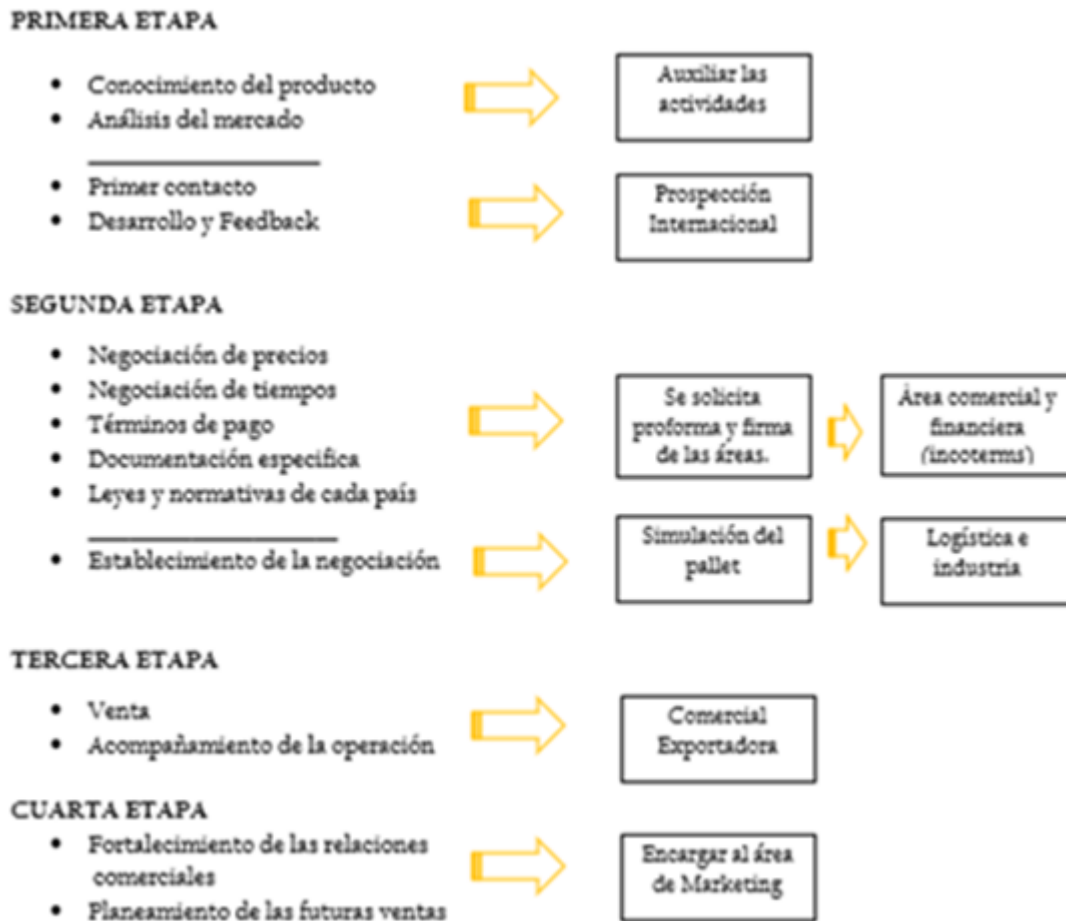 PRIMERA ETAPA
• Conocimiento del producto
• Análisis del mercado
Auxiliar las
actividades
• Primer contacto
• Desarrollo y Feedback
Prospección
Internacional
SEGUNDA ETAPA
• Negociación de precios
• Negociación de tiempos
• Términos de pago
• Documentación especifica
• Leyes y normativas de cada país
Se solicita
proforma y firma
de las áreas.
Área comercial y
financiera
(incoterms)
• Establecimiento de la negociación
Simulación del
pallet
Logística e
industria
TERCERA ETAPA
• Venta
• Acompañamiento de la operación
Comercial
Exportadora
CUARTA ETAPA
• Fortalecimiento de las relaciones
comerciales
• Planeamiento de las futuras ventas
Encargar al área
de Marketing